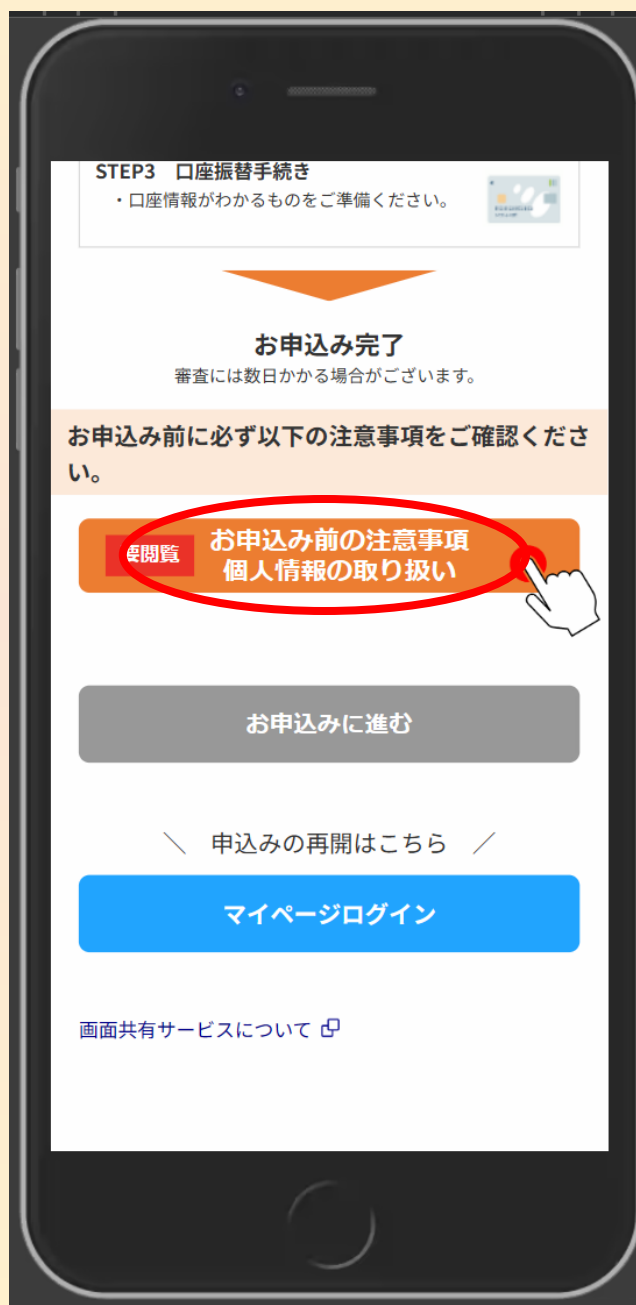 STEP3 口座振替手続き
・口座情報がわかるものをご準備ください。
お申込み完了
審査には数日かかる場合がございます。
お申込み前に必ず以下の注意事項をご確認くださ
い。
要閲覧
お申込み前の注意事項
個人情報の取り扱い
お申込みに進む
＼ 申込みの再開はこちら ／
マイページログイン
画面共有サービスについて